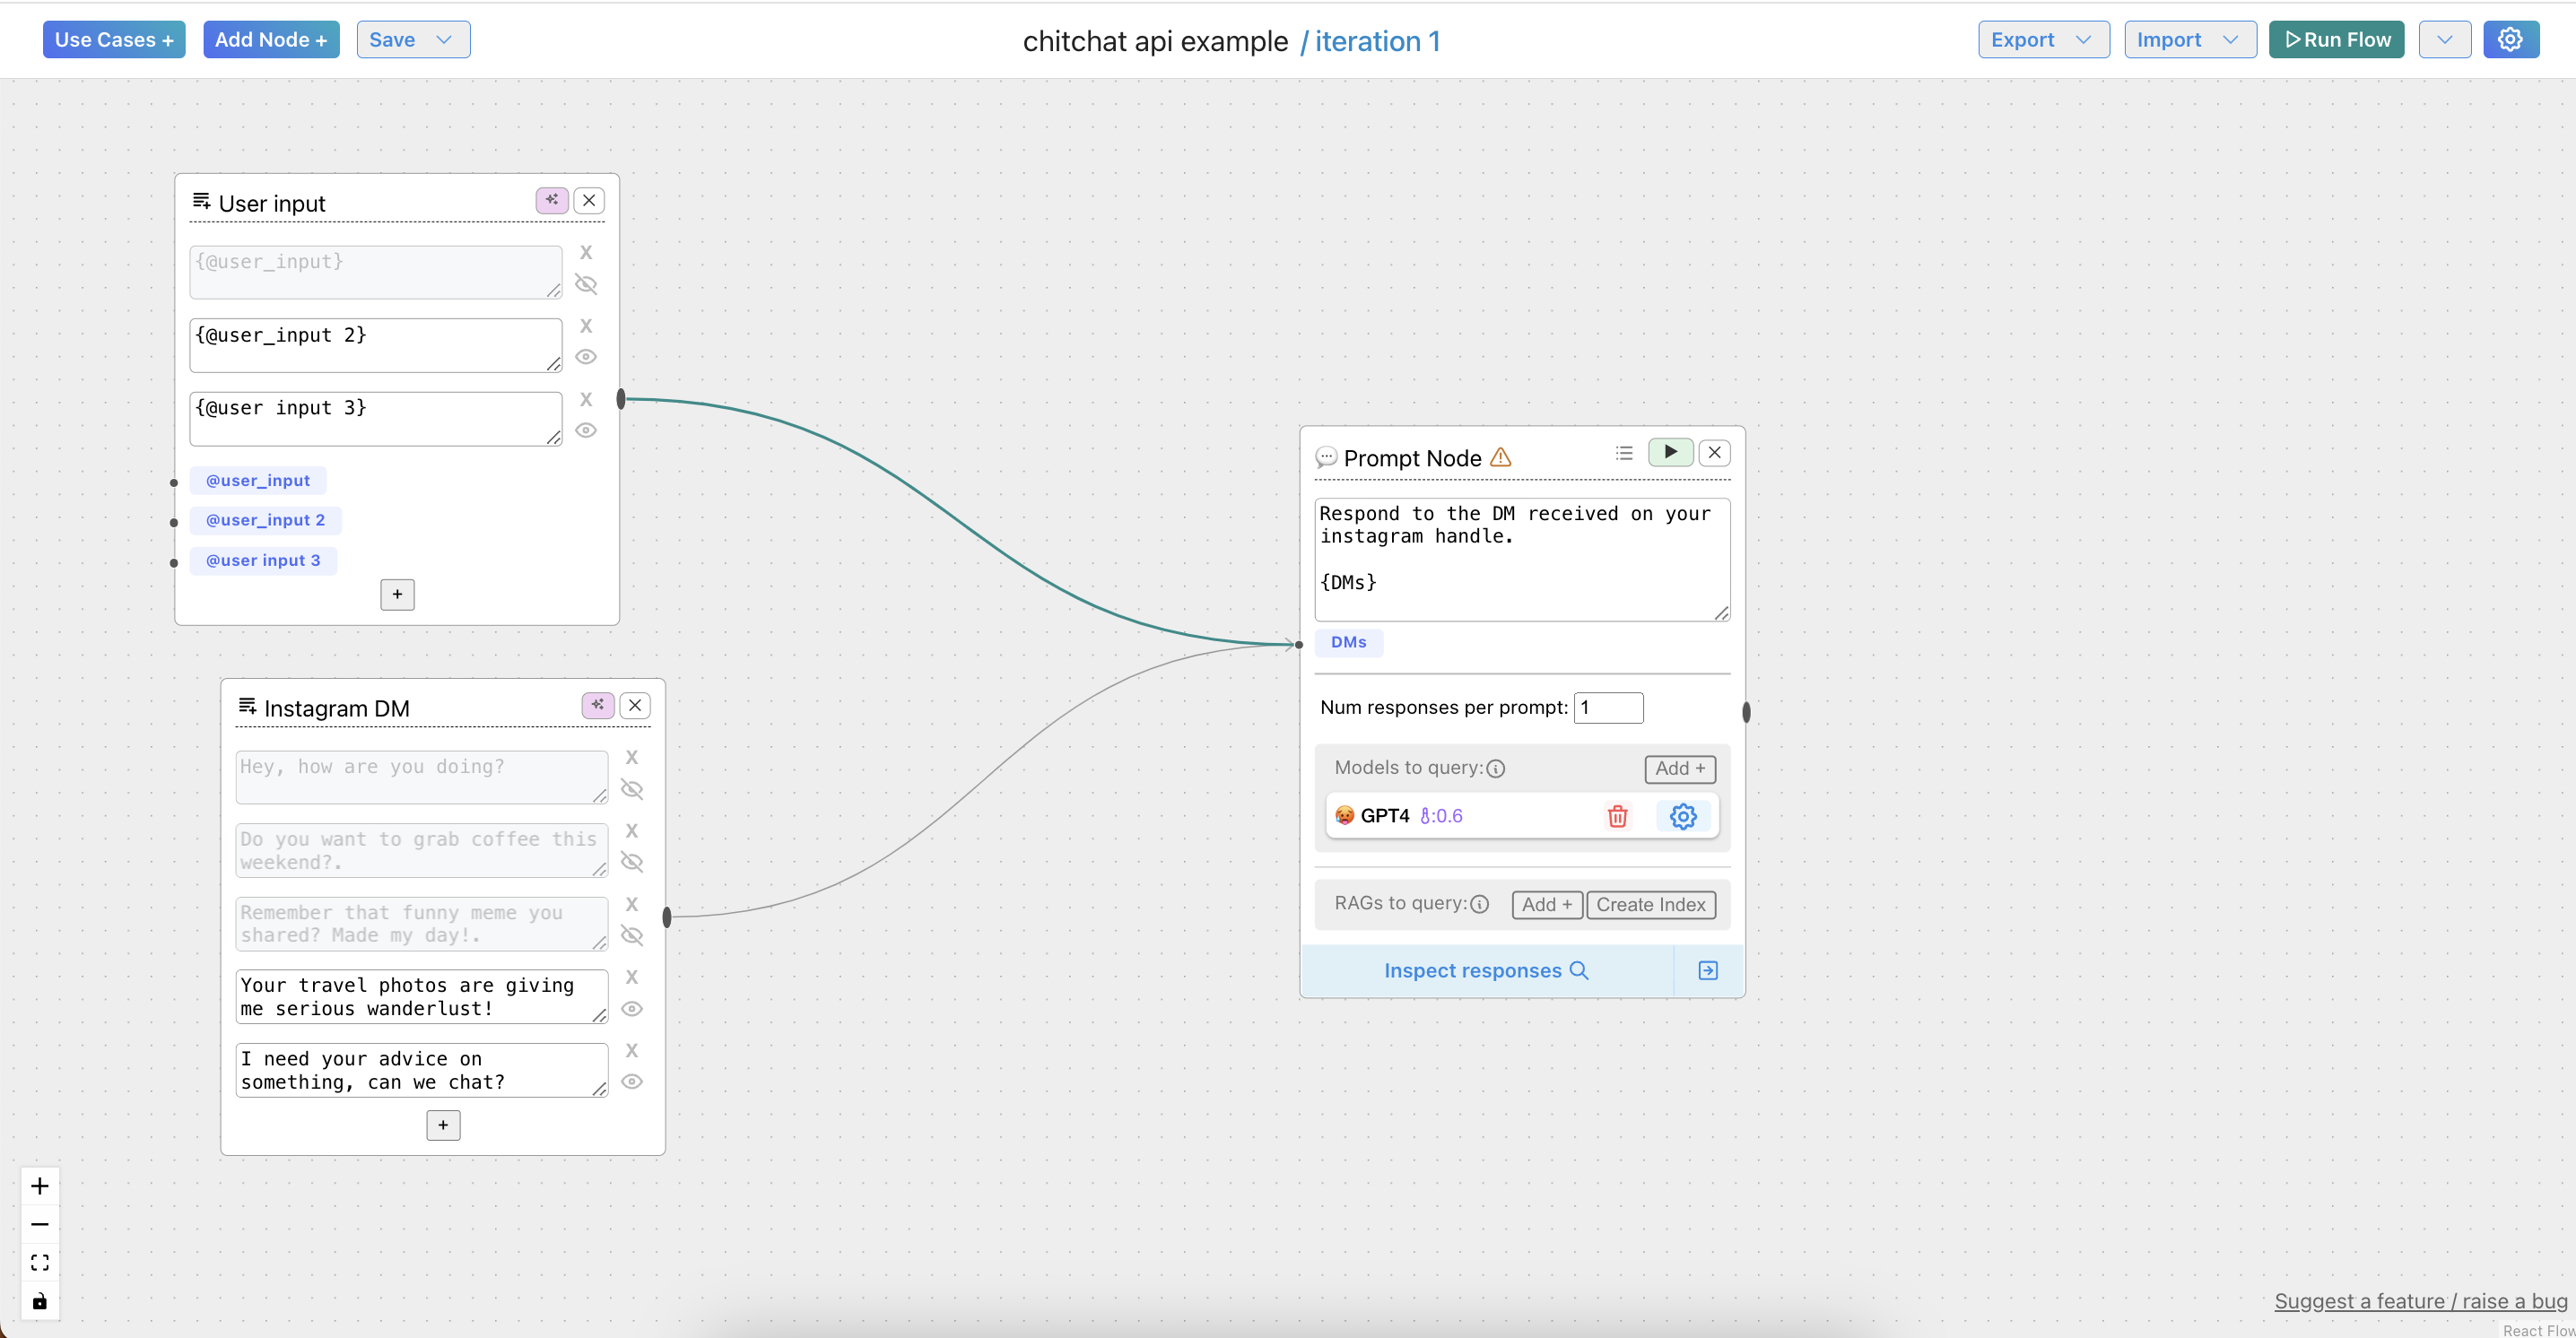 Use Cases +
Add Node +
Save
chitchat api example / iteration 1
Export
Import
Run Flow
User input
{@user_input}
X
{@user_input 2}
X
{@user input 3}
X
@user_input
@user_input 2
@user input 3
+
Instagram DM
Hey, how are you doing?
X
Do you want to grab coffee this
weekend?.
X
Remember that funny meme you
shared? Made my day!.
X
Your travel photos are giving
me serious wanderlust!
X
I need your advice on
something, can we chat?
X
+
Prompt Node
Respond to the DM received on your
instagram handle.
{DMs}
DMs
Num responses per prompt: 1
Models to query:
Add +
GPT4 :0.6
RAGs to query:
Add +
Create Index
Inspect responses
Suggest a feature / raise a bug
React Flow